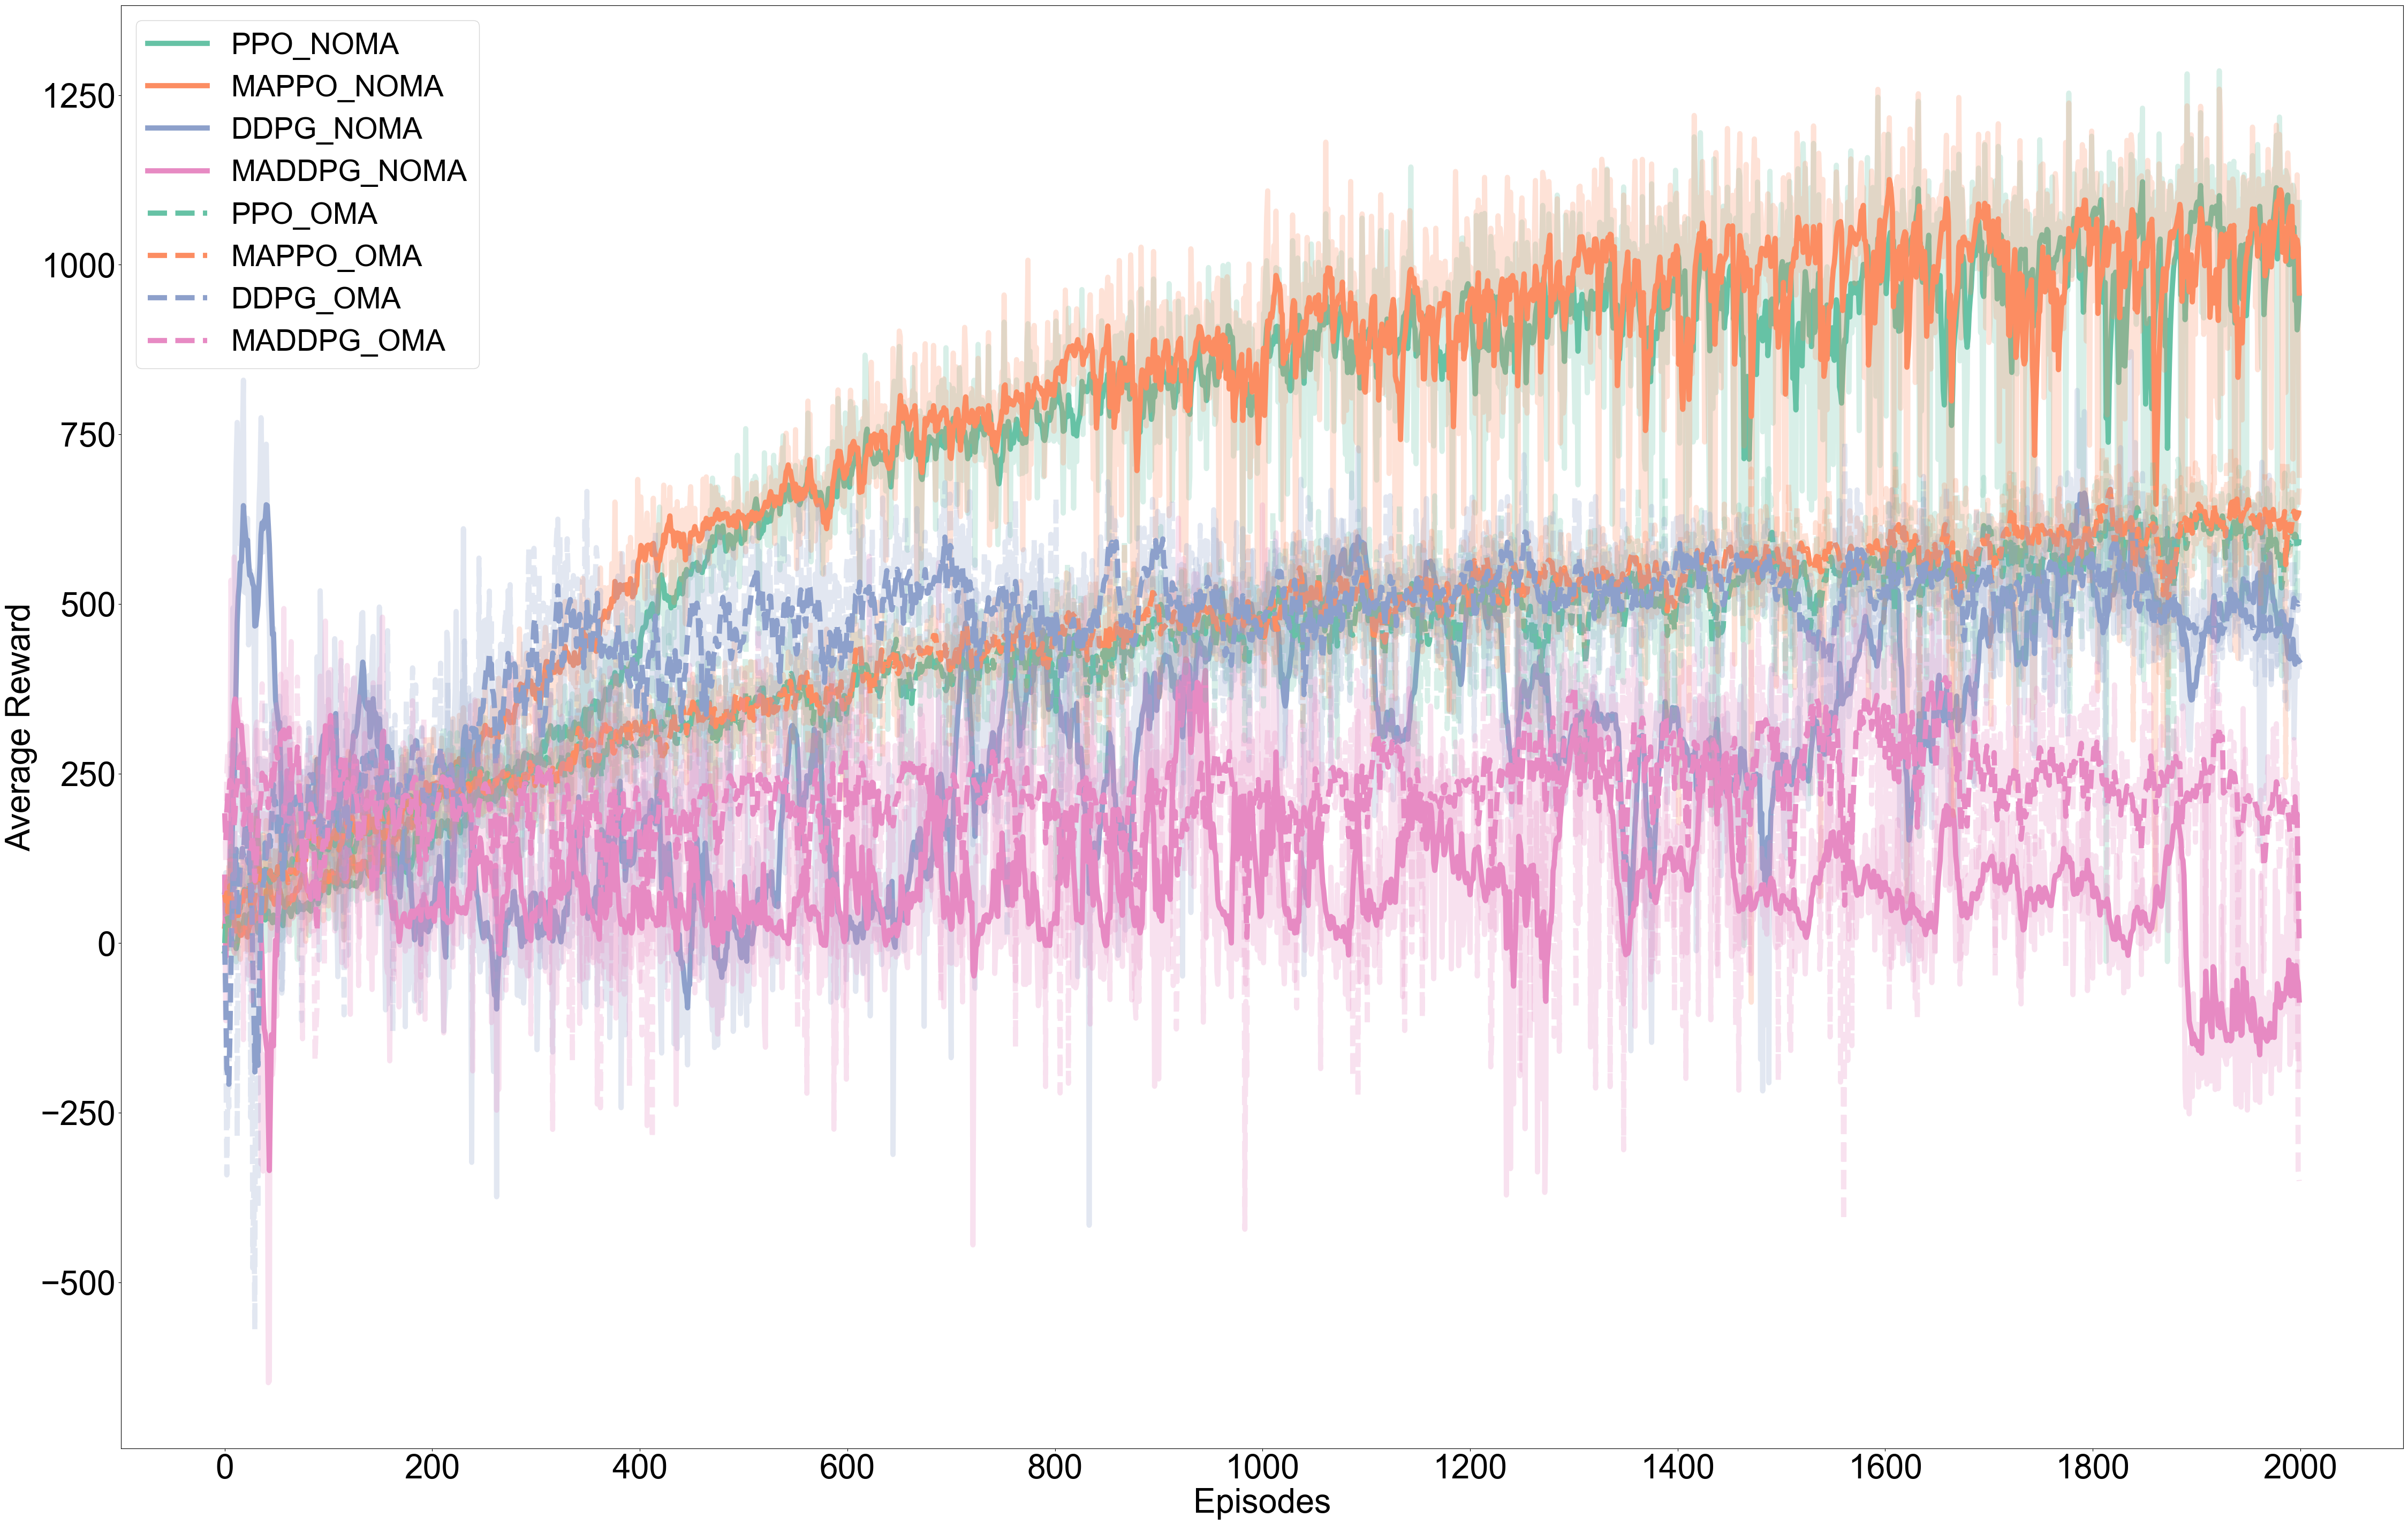 PPO_NOMA
MAPPO_NOMA
DDPG_NOMA
MADDPG_NOMA
PPO_OMA
MAPPO_OMA
DDPG_OMA
MADDPG_OMA
1250
1000
750
500
250
0
−250
−500
Average Reward
0 200 400 600 800 1000 1200 1400 1600 1800 2000
Episodes